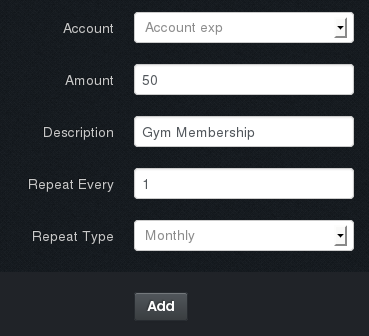 Account Account exp
Amount 50
Description Gym Membership
Repeat Every 1
Repeat Type Monthly
Add